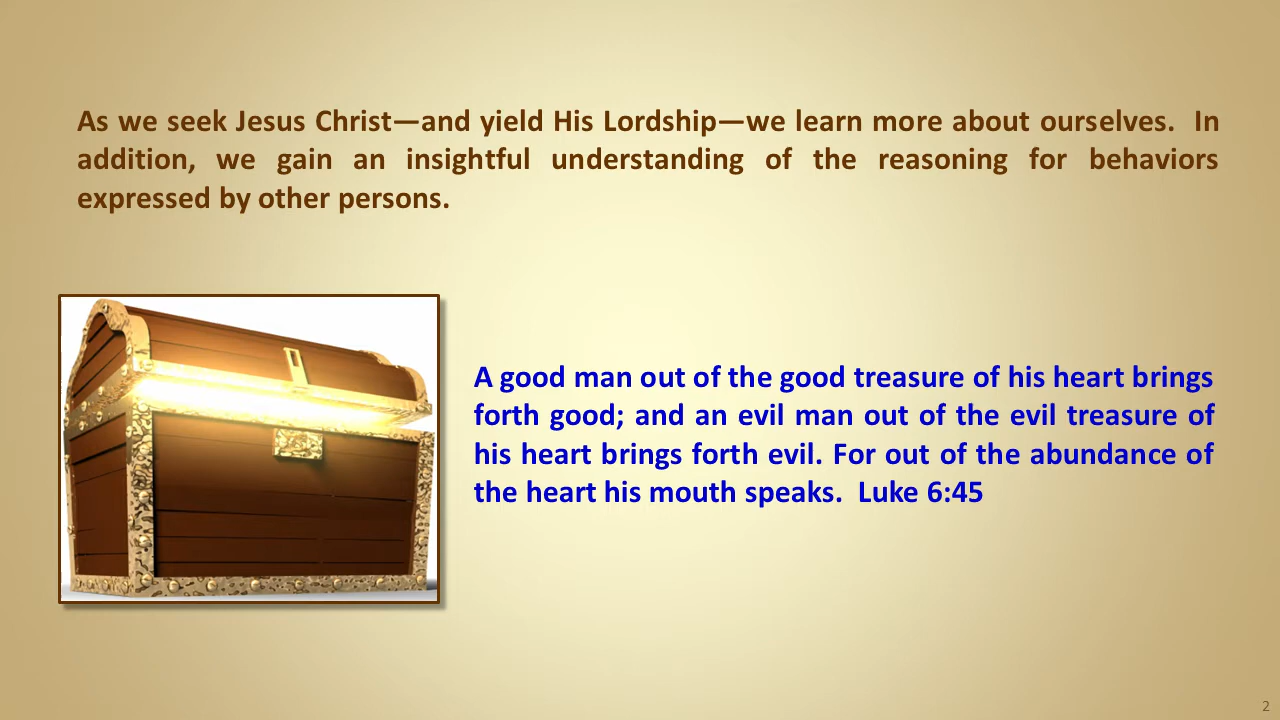 As we seek Jesus Christ—and yield His Lordship—we learn more about ourselves.  In
addition, we gain an insightful understanding of the reasoning for behaviors
expressed by other persons.
A good man out of the good treasure of his heart brings
forth good; and an evil man out of the evil treasure of
his heart brings forth evil. For out of the abundance of
the heart his mouth speaks.  Luke 6:45
2